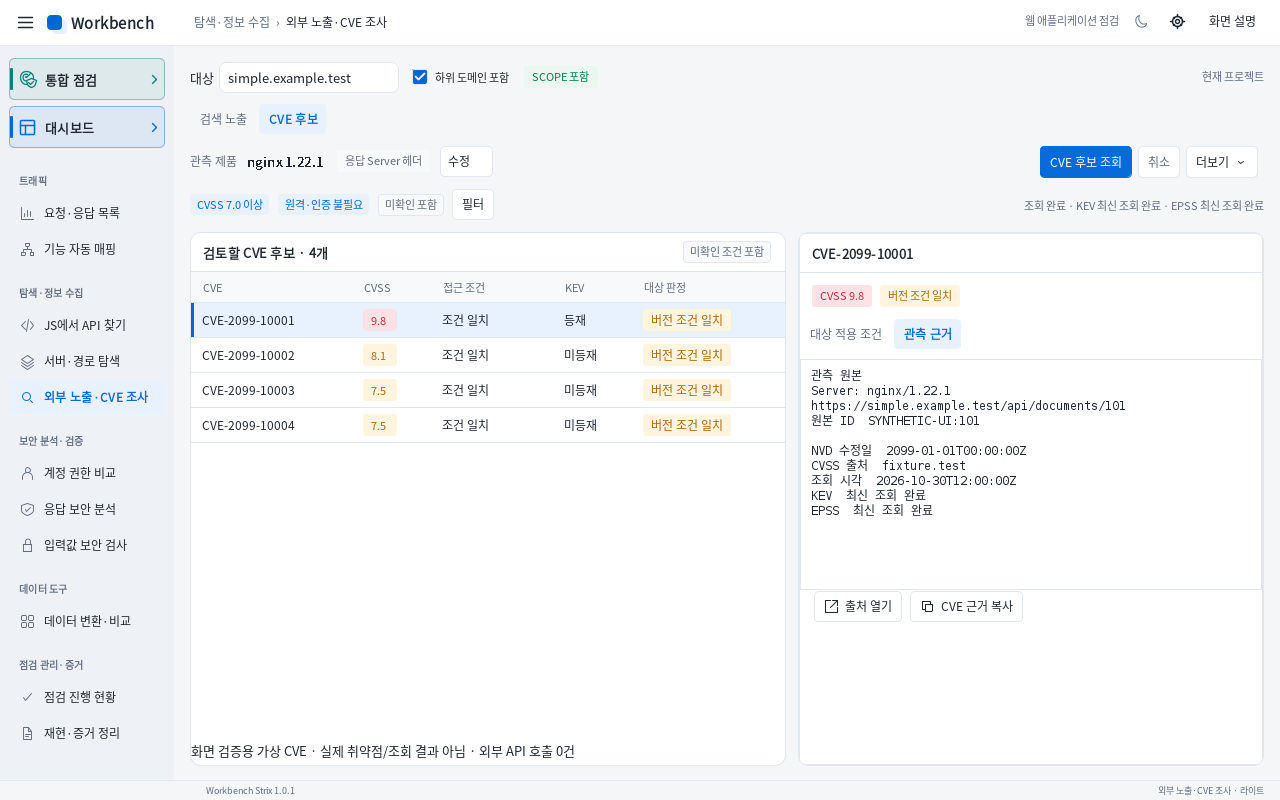 Workbench
탐색·정보 수집 › 외부 노출·CVE 조사
웹 애플리케이션 점검
화면 설명
통합 점검
대시보드
트래픽
요청·응답 목록
기능 자동 매핑
탐색·정보 수집
JS에서 API 찾기
서버·경로 탐색
외부 노출·CVE 조사
보안 분석·검증
계정 권한 비교
응답 보안 분석
입력값 보안 검사
데이터 도구
데이터 변환·비교
점검 관리·증거
점검 진행 현황
재현·증거 정리
대상 simple.example.test 하위 도메인 포함 SCOPE 포함 현재 프로젝트
검색 노출 CVE 후보
관측 제품 nginx 1.22.1 응답 Server 헤더 수정 CVE 후보 조회 취소 더보기
CVSS 7.0 이상 원격·인증 불필요 미확인 포함 필터 조회 완료 · KEV 최신 조회 완료 · EPSS 최신 조회 완료
검토할 CVE 후보 · 4개 미확인 조건 포함
CVE CVSS 접근 조건 KEV 대상 판정
CVE-2099-10001 9.8 조건 일치 등재 버전 조건 일치
CVE-2099-10002 8.1 조건 일치 미등재 버전 조건 일치
CVE-2099-10003 7.5 조건 일치 미등재 버전 조건 일치
CVE-2099-10004 7.5 조건 일치 미등재 버전 조건 일치
화면 검증용 가상 CVE · 실제 취약점/조회 결과 아님 · 외부 API 호출 0건
CVE-2099-10001
CVSS 9.8 버전 조건 일치
대상 적용 조건 관측 근거
관측 원본
Server: nginx/1.22.1
https://simple.example.test/api/documents/101
원본 ID SYNTHETIC-UI:101
NVD 수정일 2099-01-01T00:00:00Z
CVSS 출처 fixture.test
조회 시각 2026-10-30T12:00:00Z
KEV 최신 조회 완료
EPSS 최신 조회 완료
출처 열기 CVE 근거 복사
Workbench Strix 1.0.1
외부 노출·CVE 조사 · 라이트